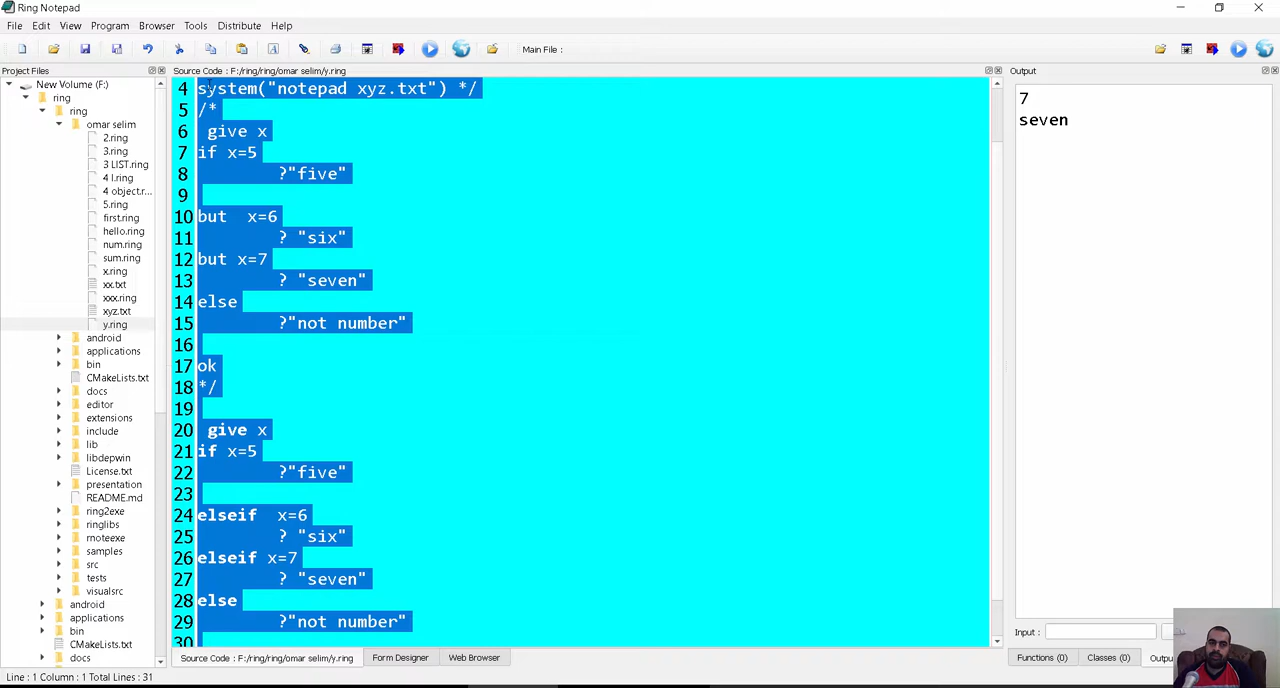 Ring Notepad
File Edit View Program Browser Tools Distribute Help
Main File :
Project Files
Source Code : F:/ring/ring/omar selim/y.ring
Output
New Volume (F:)
ring
ring
omar selim
2.ring
3.ring
3 LIST.ring
4 l.ring
4 object.r...
5.ring
first.ring
hello.ring
num.ring
sum.ring
x.ring
xx.txt
xxx.ring
xyz.txt
y.ring
android
applications
bin
CMakeLists.txt
docs
editor
extensions
include
lib
libdepwin
License.txt
presentation
README.md
ring2exe
ringlibs
rnoteexe
samples
src
tests
visualsrc
android
applications
bin
CMakeLists.txt
docs
4 system("notepad xyz.txt") */
5 /*
6 give x
7 if x=5
8 ?"five"
9
10 but x=6
11 ? "six"
12 but x=7
13 ? "seven"
14 else
15 ?"not number"
16
17 ok
18 */
19
20 give x
21 if x=5
22 ?"five"
23
24 elseif x=6
25 ? "six"
26 elseif x=7
27 ? "seven"
28 else
29 ?"not number"
30
7
seven
Input :
Source Code : F:/ring/ring/omar selim/y.ring Form Designer Web Browser
Functions (0) Classes (0) Outpu
Line : 1 Column : 1 Total Lines : 31